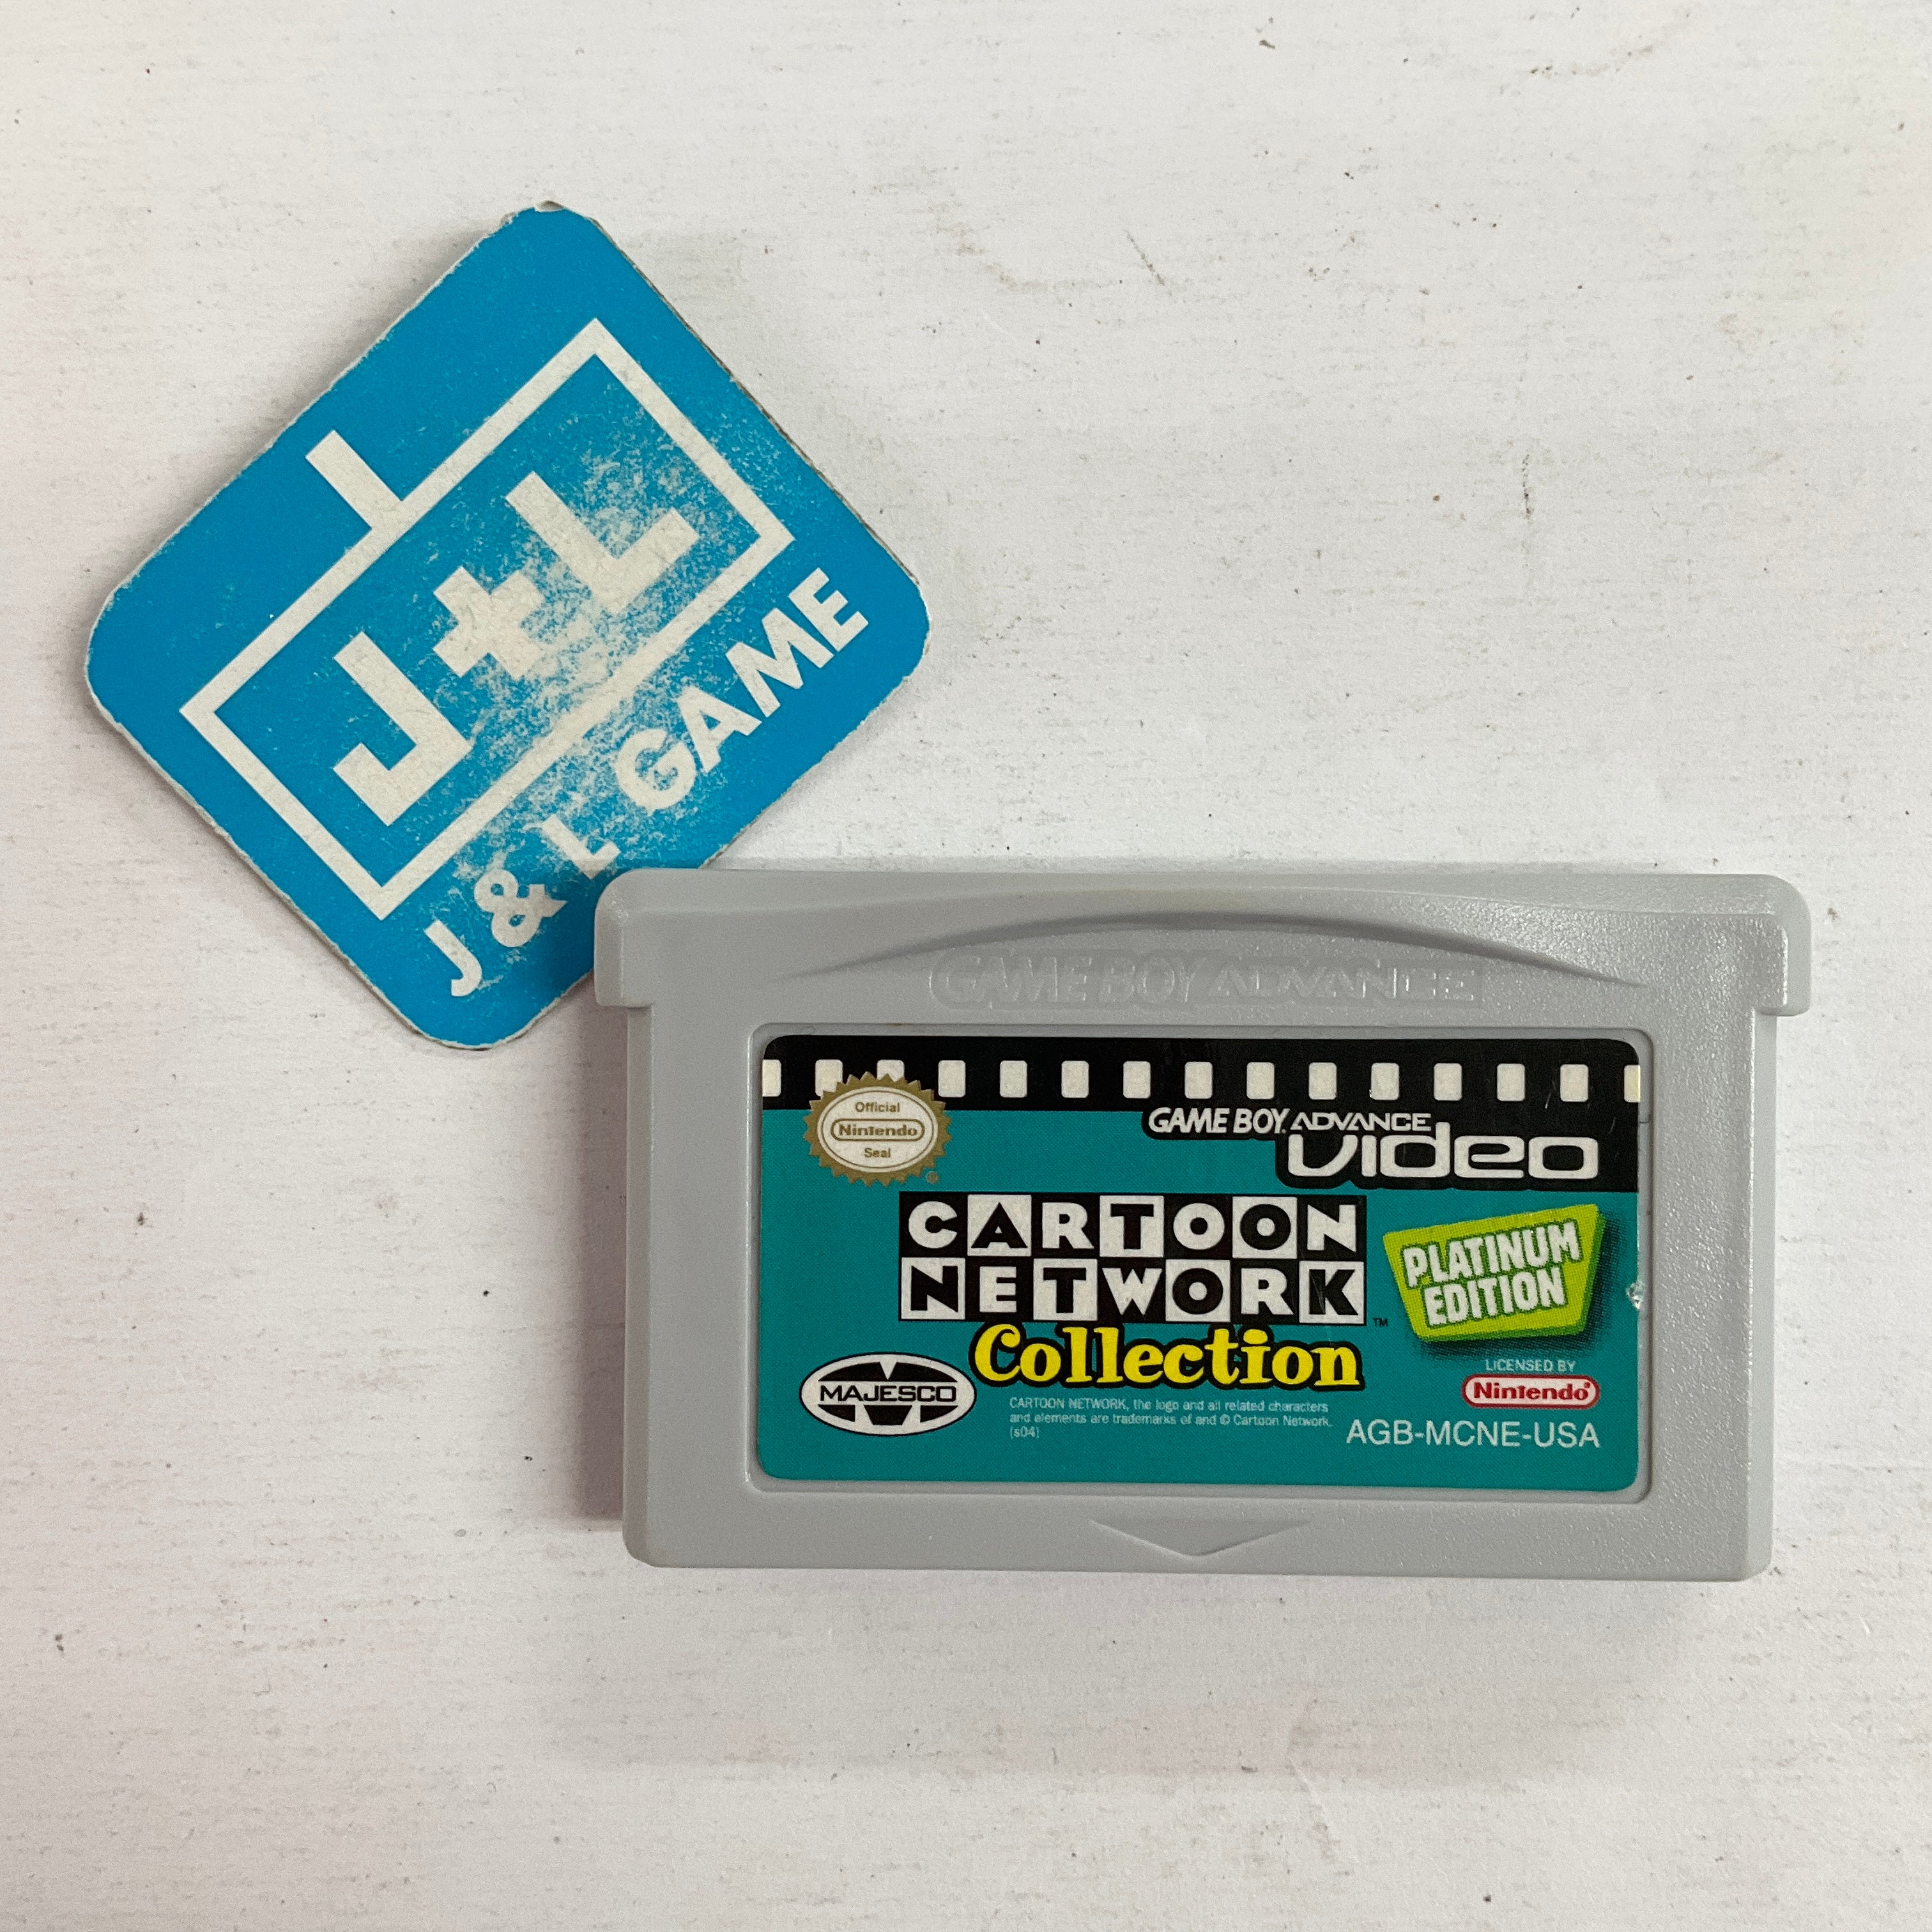 J+L
J & L GAME
GAME BOY ADVANCE
Official
Nintendo
Seal
®
GAME BOY ADVANCE
video
CARTOON
NETWORK
TM
Collection
PLATINUM
EDITION
MAJESCO
CARTOON NETWORK, the logo and all related characters
and elements are trademarks of and © Cartoon Network.
(s04)
LICENSED BY
Nintendo®
AGB-MCNE-USA